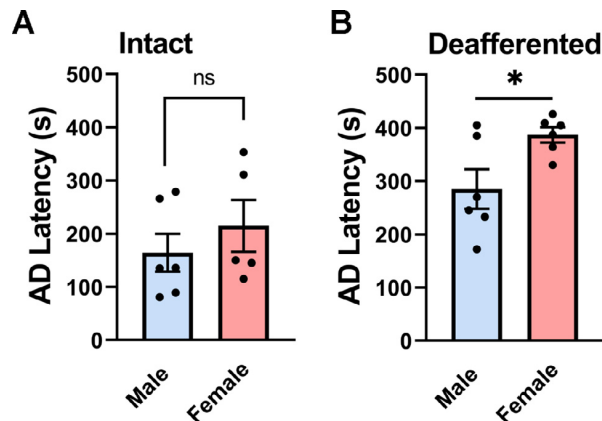 A
Intact
AD Latency (s)
500
400
300
200
100
0
ns
Male
Female
B
Deafferented
AD Latency (s)
500
400
300
200
100
0
*
Male
Female